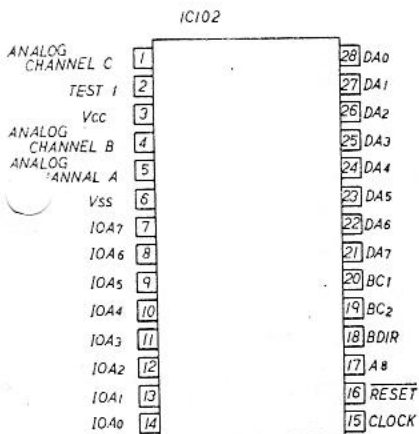 IC102
ANALOG
CHANNEL C 1
TEST 1 2
Vcc 3
ANALOG
CHANNEL B 4
ANALOG
ANNAL A 5
Vss 6
IOA7 7
IOA6 8
IOA5 9
IOA4 10
IOA3 11
IOA2 12
IOA1 13
IOA0 14
28 DA0
27 DA1
26 DA2
25 DA3
24 DA4
23 DA5
22 DA6
21 DA7
20 BC1
19 BC2
18 BDIR
17 A8
16 RESET
15 CLOCK